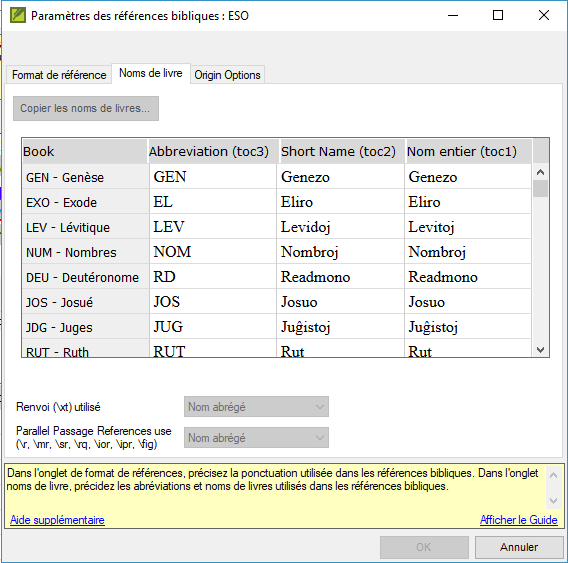 Paramètres des références bibliques : ESO
Format de référence Noms de livre Origin Options
Copier les noms de livres...
Book Abbreviation (toc3) Short Name (toc2) Nom entier (toc1)
GEN - Genèse GEN Genezo Genezo
EXO - Exode EL Eliro Eliro
LEV - Lévitique LEV Levidoj Levitoj
NUM - Nombres NOM Nombroj Nombroj
DEU - Deutéronome RD Readmono Readmono
JOS - Josué JOS Josuo Josuo
JDG - Juges JUG Juĝistoj Juĝistoj
RUT - Ruth RUT Rut Rut
Renvoi (\xt) utilisé Nom abrégé
Parallel Passage References use
(\r, \mr, \sr, \rq, \ior, \ipr, \fig) Nom abrégé
Dans l'onglet de format de références, précisez la ponctuation utilisée dans les références bibliques. Dans l'onglet
noms de livre, précidez les abréviations et noms de livres utilisés dans les références bibliques.
Aide supplémentaire Afficher le Guide
OK Annuler